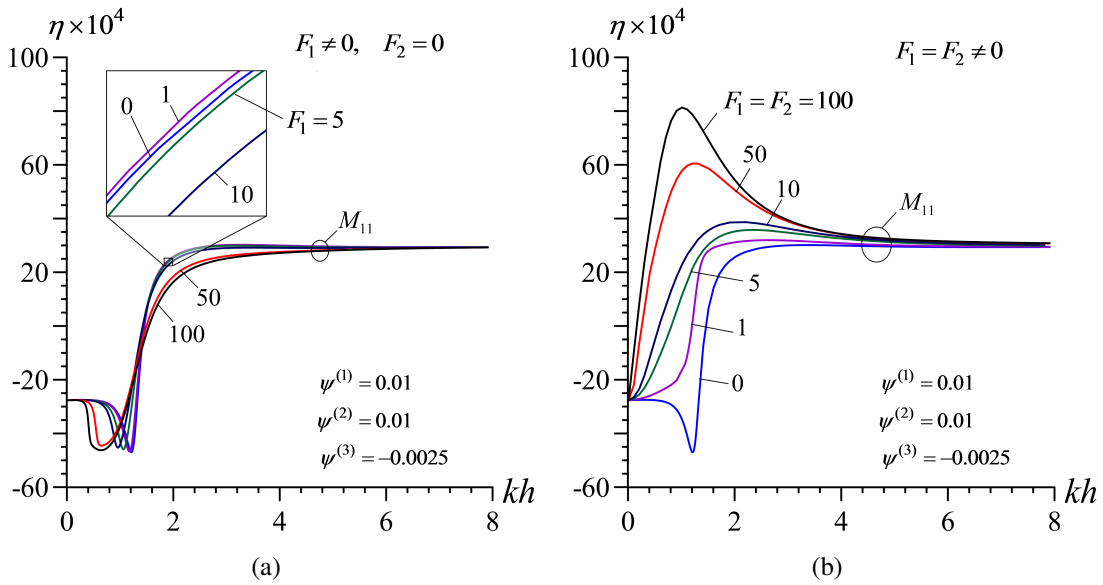 η×10⁴
F₁ ≠ 0, F₂ = 0
100
60
20
-20
-60
0
1
F₁ = 5
10
M₁₁
50
100
ψ⁽¹⁾ = 0.01
ψ⁽²⁾ = 0.01
ψ⁽³⁾ = −0.0025
0 2 4 6 8 kh
(a)
η×10⁴
F₁ = F₂ ≠ 0
100
60
20
-20
-60
F₁ = F₂ = 100
50
10
M₁₁
5
1
0
ψ⁽¹⁾ = 0.01
ψ⁽²⁾ = 0.01
ψ⁽³⁾ = −0.0025
0 2 4 6 8 kh
(b)